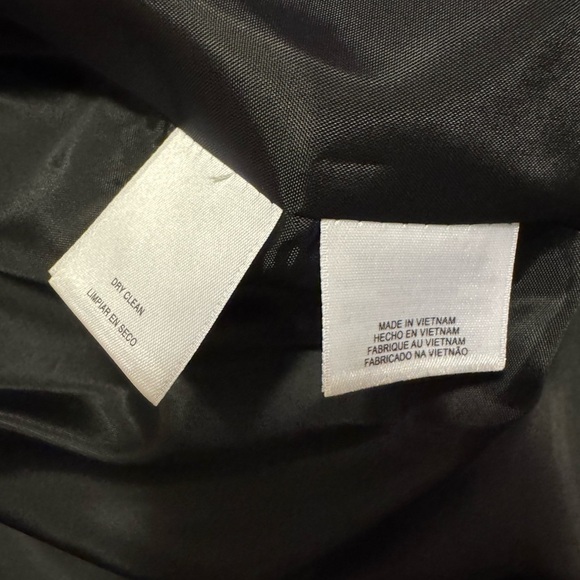 DRY CLEAN
LIMPIAR EN SECO
MADE IN VIETNAM
HECHO EN VIETNAM
FABRIQUE AU VIETNAM
FABRICADO NA VIETNÃO